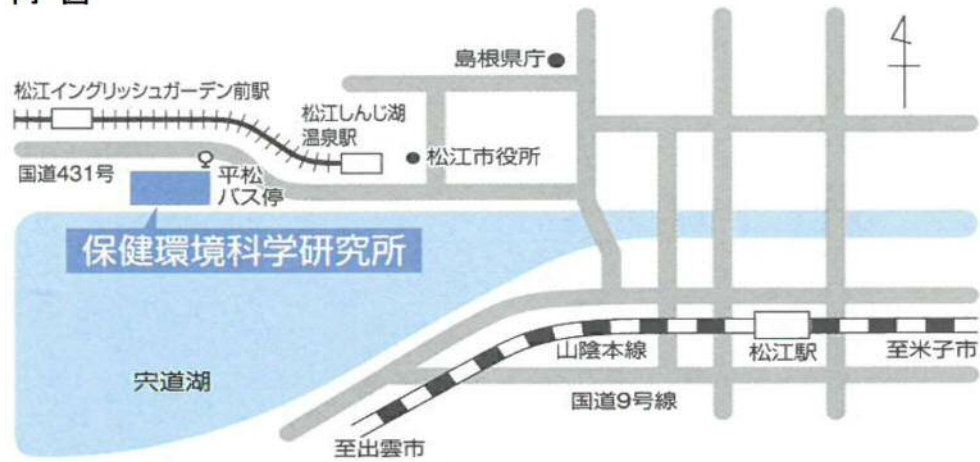 島根県庁
松江イングリッシュガーデン前駅
松江しんじ湖
温泉駅
松江市役所
国道431号
平松
バス停
保健環境科学研究所
宍道湖
山陰本線
松江駅
至米子市
国道9号線
至出雲市